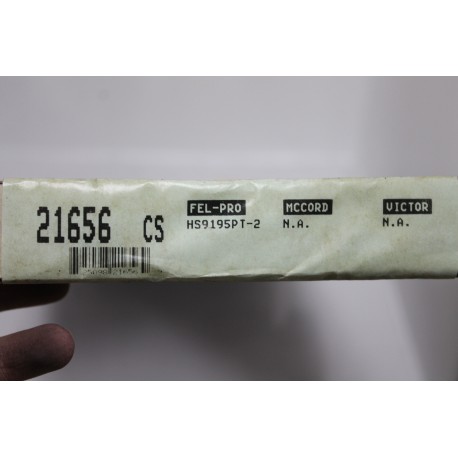 21656 CS
FEL-PRO
HS9195PT-2
MCCORD
N.A.
VICTOR
N.A.